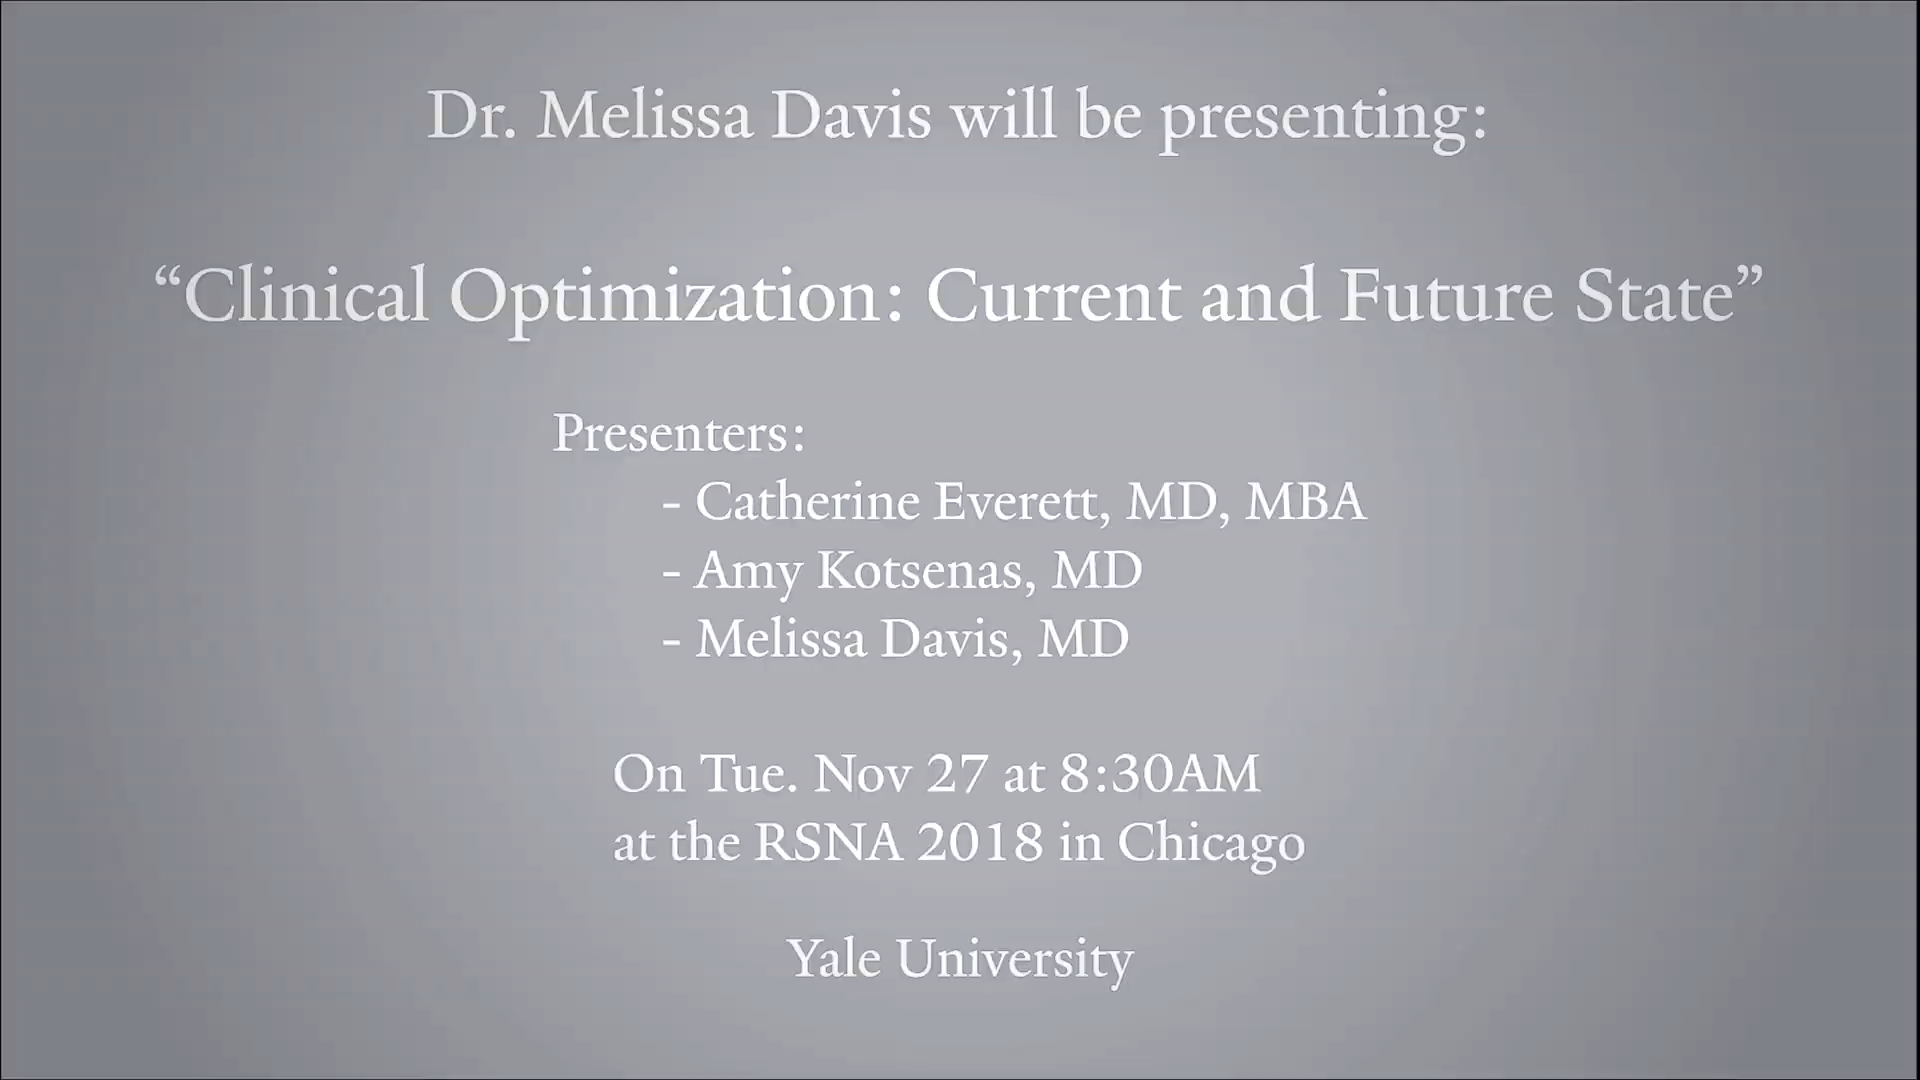 Dr. Melissa Davis will be presenting:
“Clinical Optimization: Current and Future State”
Presenters:
- Catherine Everett, MD, MBA
- Amy Kotsenas, MD
- Melissa Davis, MD
On Tue. Nov 27 at 8:30AM
at the RSNA 2018 in Chicago
Yale University